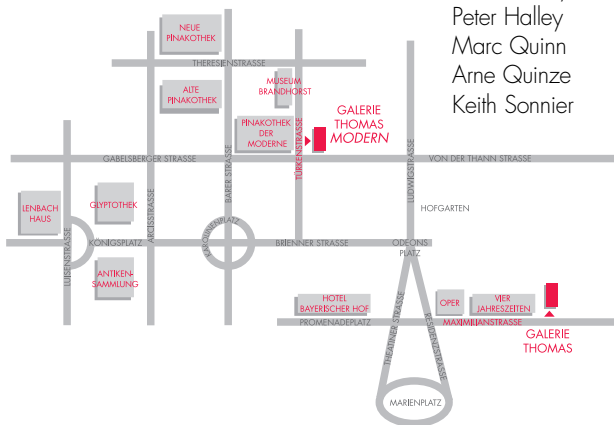 Peter Halley
Marc Quinn
Arne Quinze
Keith Sonnier
NEUE
PINAKOTHEK
THERESIENSTRASSE
ALTE
PINAKOTHEK
MUSEUM
BRANDHORST
PINAKOTHEK
DER
MODERNE
GALERIE
THOMAS
MODERN
GABELSBERGER STRASSE
BARER STRASSE
TÜRKENSTRASSE
LUDWIGSTRASSE
VON DER THANN STRASSE
LENBACH
HAUS
GLYPTOTHEK
ARCISSTRASSE
KAROLINENPLATZ
HOFGARTEN
LUISENSTRASSE
KÖNIGSPLATZ
BRIENNER STRASSE
ODEONS
PLATZ
ANTIKEN-
SAMMLUNG
HOTEL
BAYERISCHER HOF
OPER
VIER
JAHRESZEITEN
PROMENADEPLATZ
THEATINER STRASSE
RESIDENZSTRASSE
MAXIMILIANSTRASSE
GALERIE
THOMAS
MARIENPLATZ